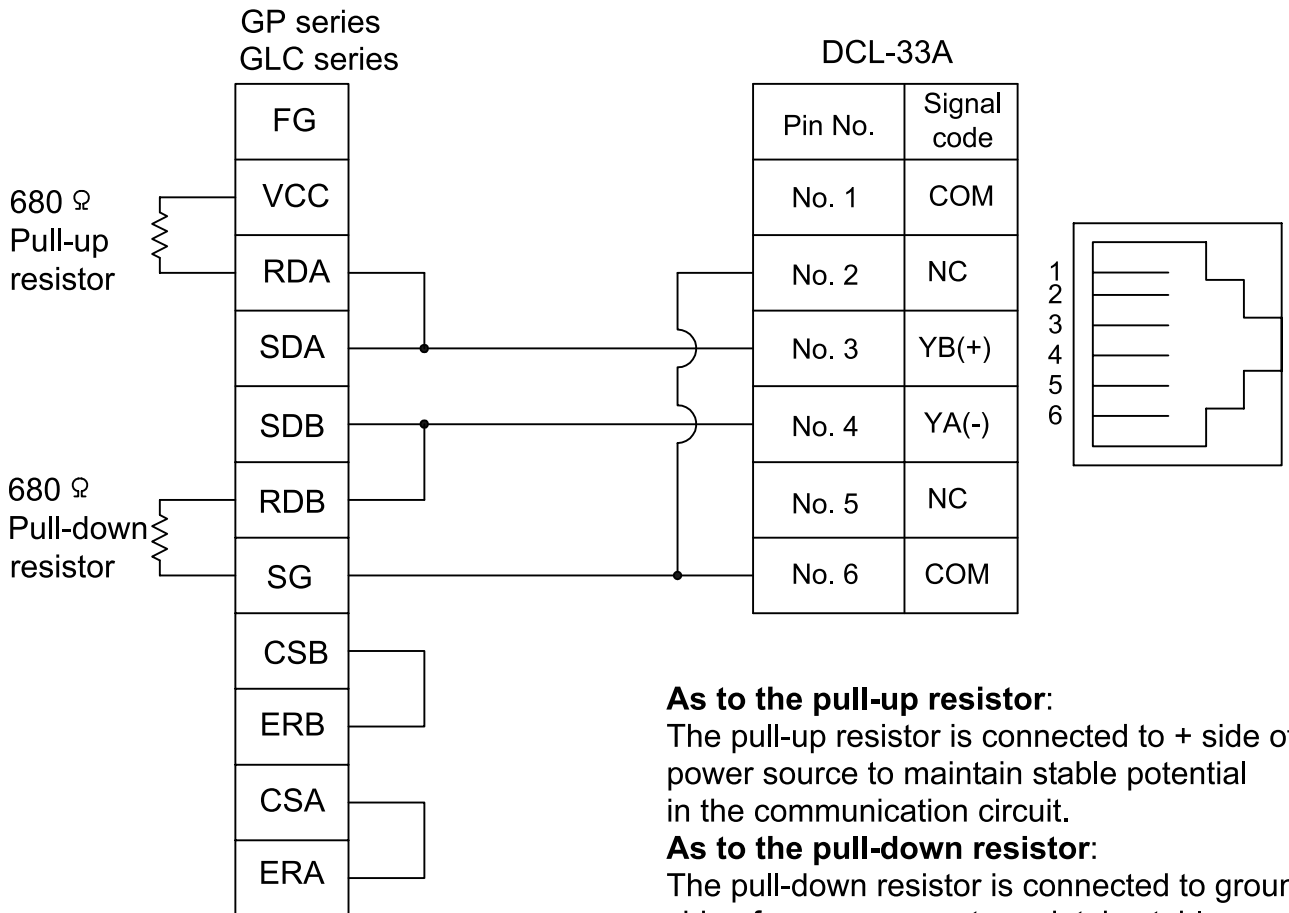 GP series
GLC series
DCL-33A
FG
VCC
RDA
SDA
SDB
RDB
SG
CSB
ERB
CSA
ERA
680 Ω
Pull-up
resistor
680 Ω
Pull-down
resistor
Pin No. Signal code
No. 1 COM
No. 2 NC
No. 3 YB(+)
No. 4 YA(-)
No. 5 NC
No. 6 COM
1
2
3
4
5
6
As to the pull-up resistor:
The pull-up resistor is connected to + side of
power source to maintain stable potential
in the communication circuit.
As to the pull-down resistor:
The pull-down resistor is connected to groun